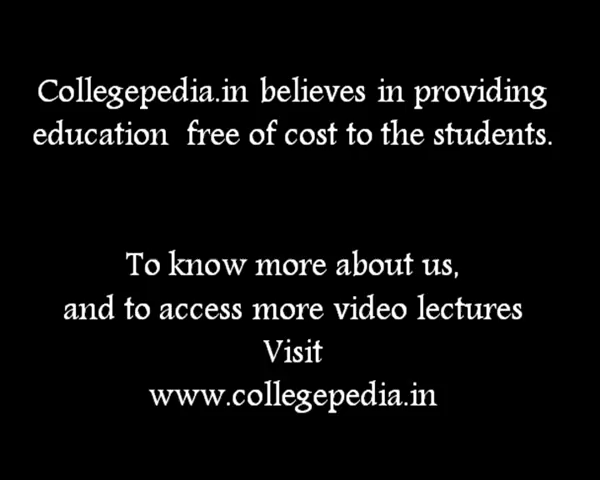 Collegepedia.in believes in providing
education free of cost to the students.
To know more about us,
and to access more video lectures
Visit
www.collegepedia.in